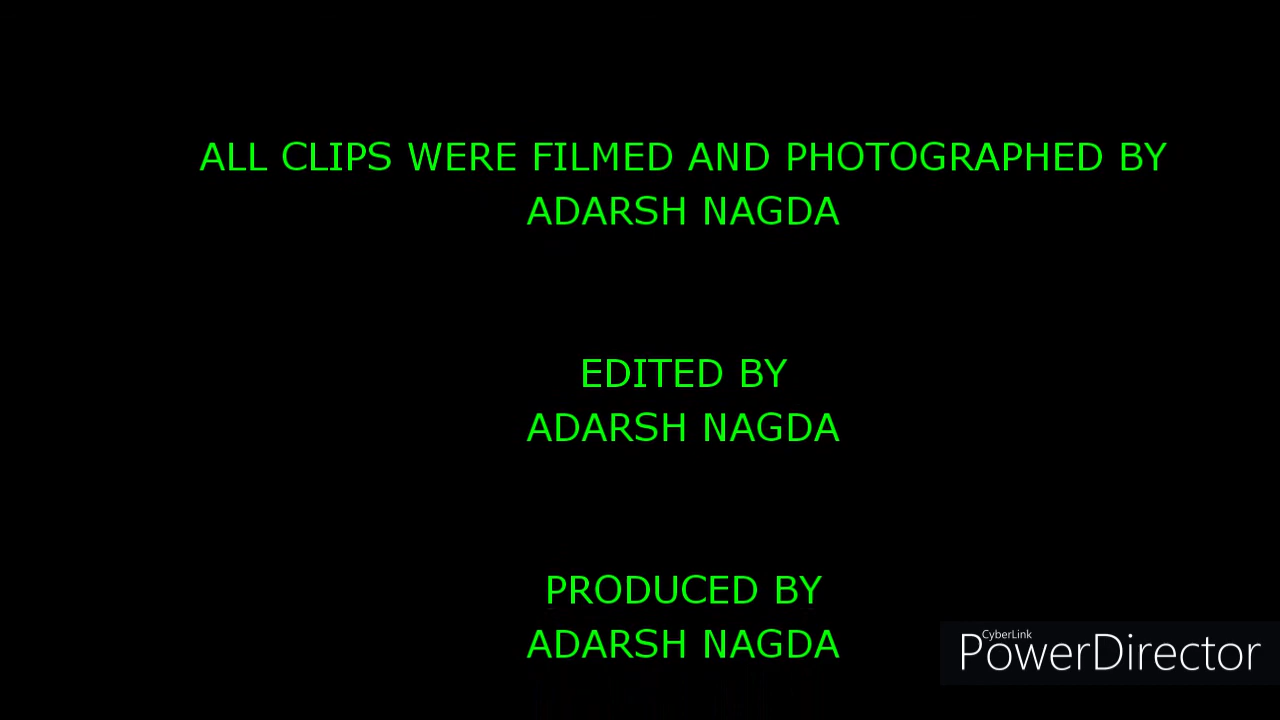 ALL CLIPS WERE FILMED AND PHOTOGRAPHED BY
ADARSH NAGDA
EDITED BY
ADARSH NAGDA
PRODUCED BY
ADARSH NAGDA
CyberLink
PowerDirector